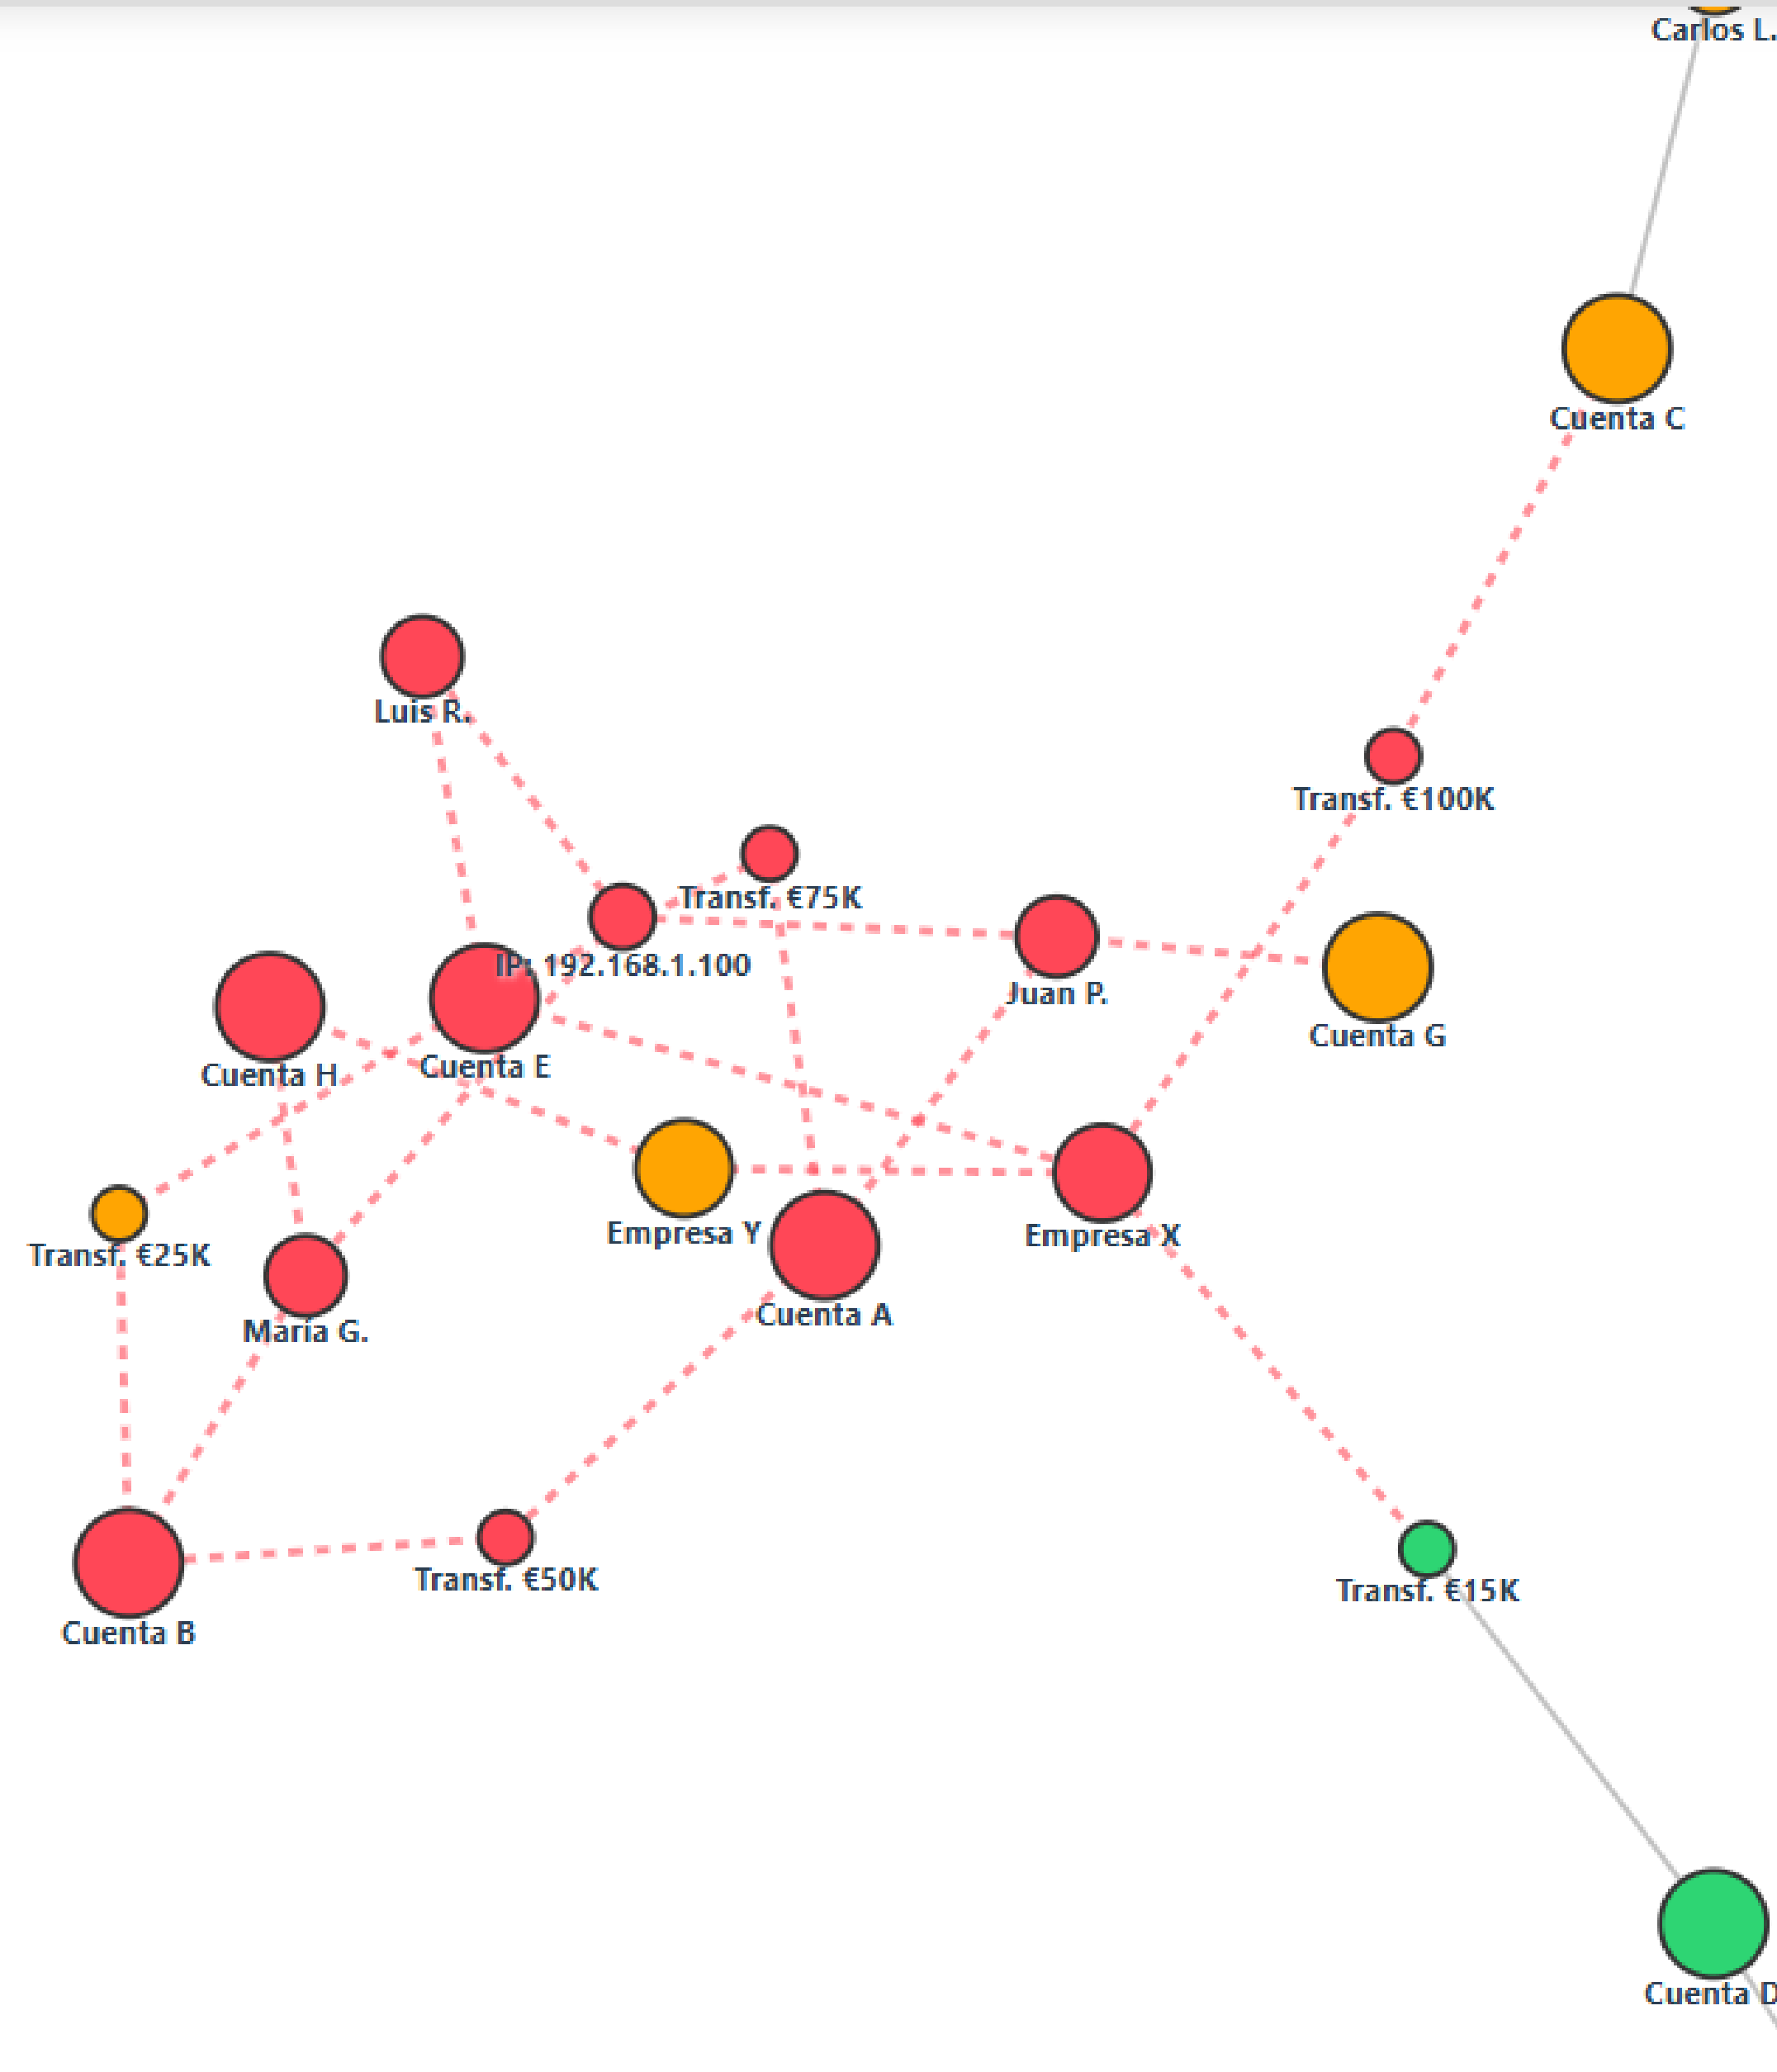 Carlos L.
Cuenta C
Luis R.
Transf. €100K
Transf. €75K
IP: 192.168.1.100
Juan P.
Cuenta G
Cuenta H
Cuenta E
Empresa Y
Empresa X
Transf. €25K
María G.
Cuenta A
Transf. €50K
Transf. €15K
Cuenta B
Cuenta D